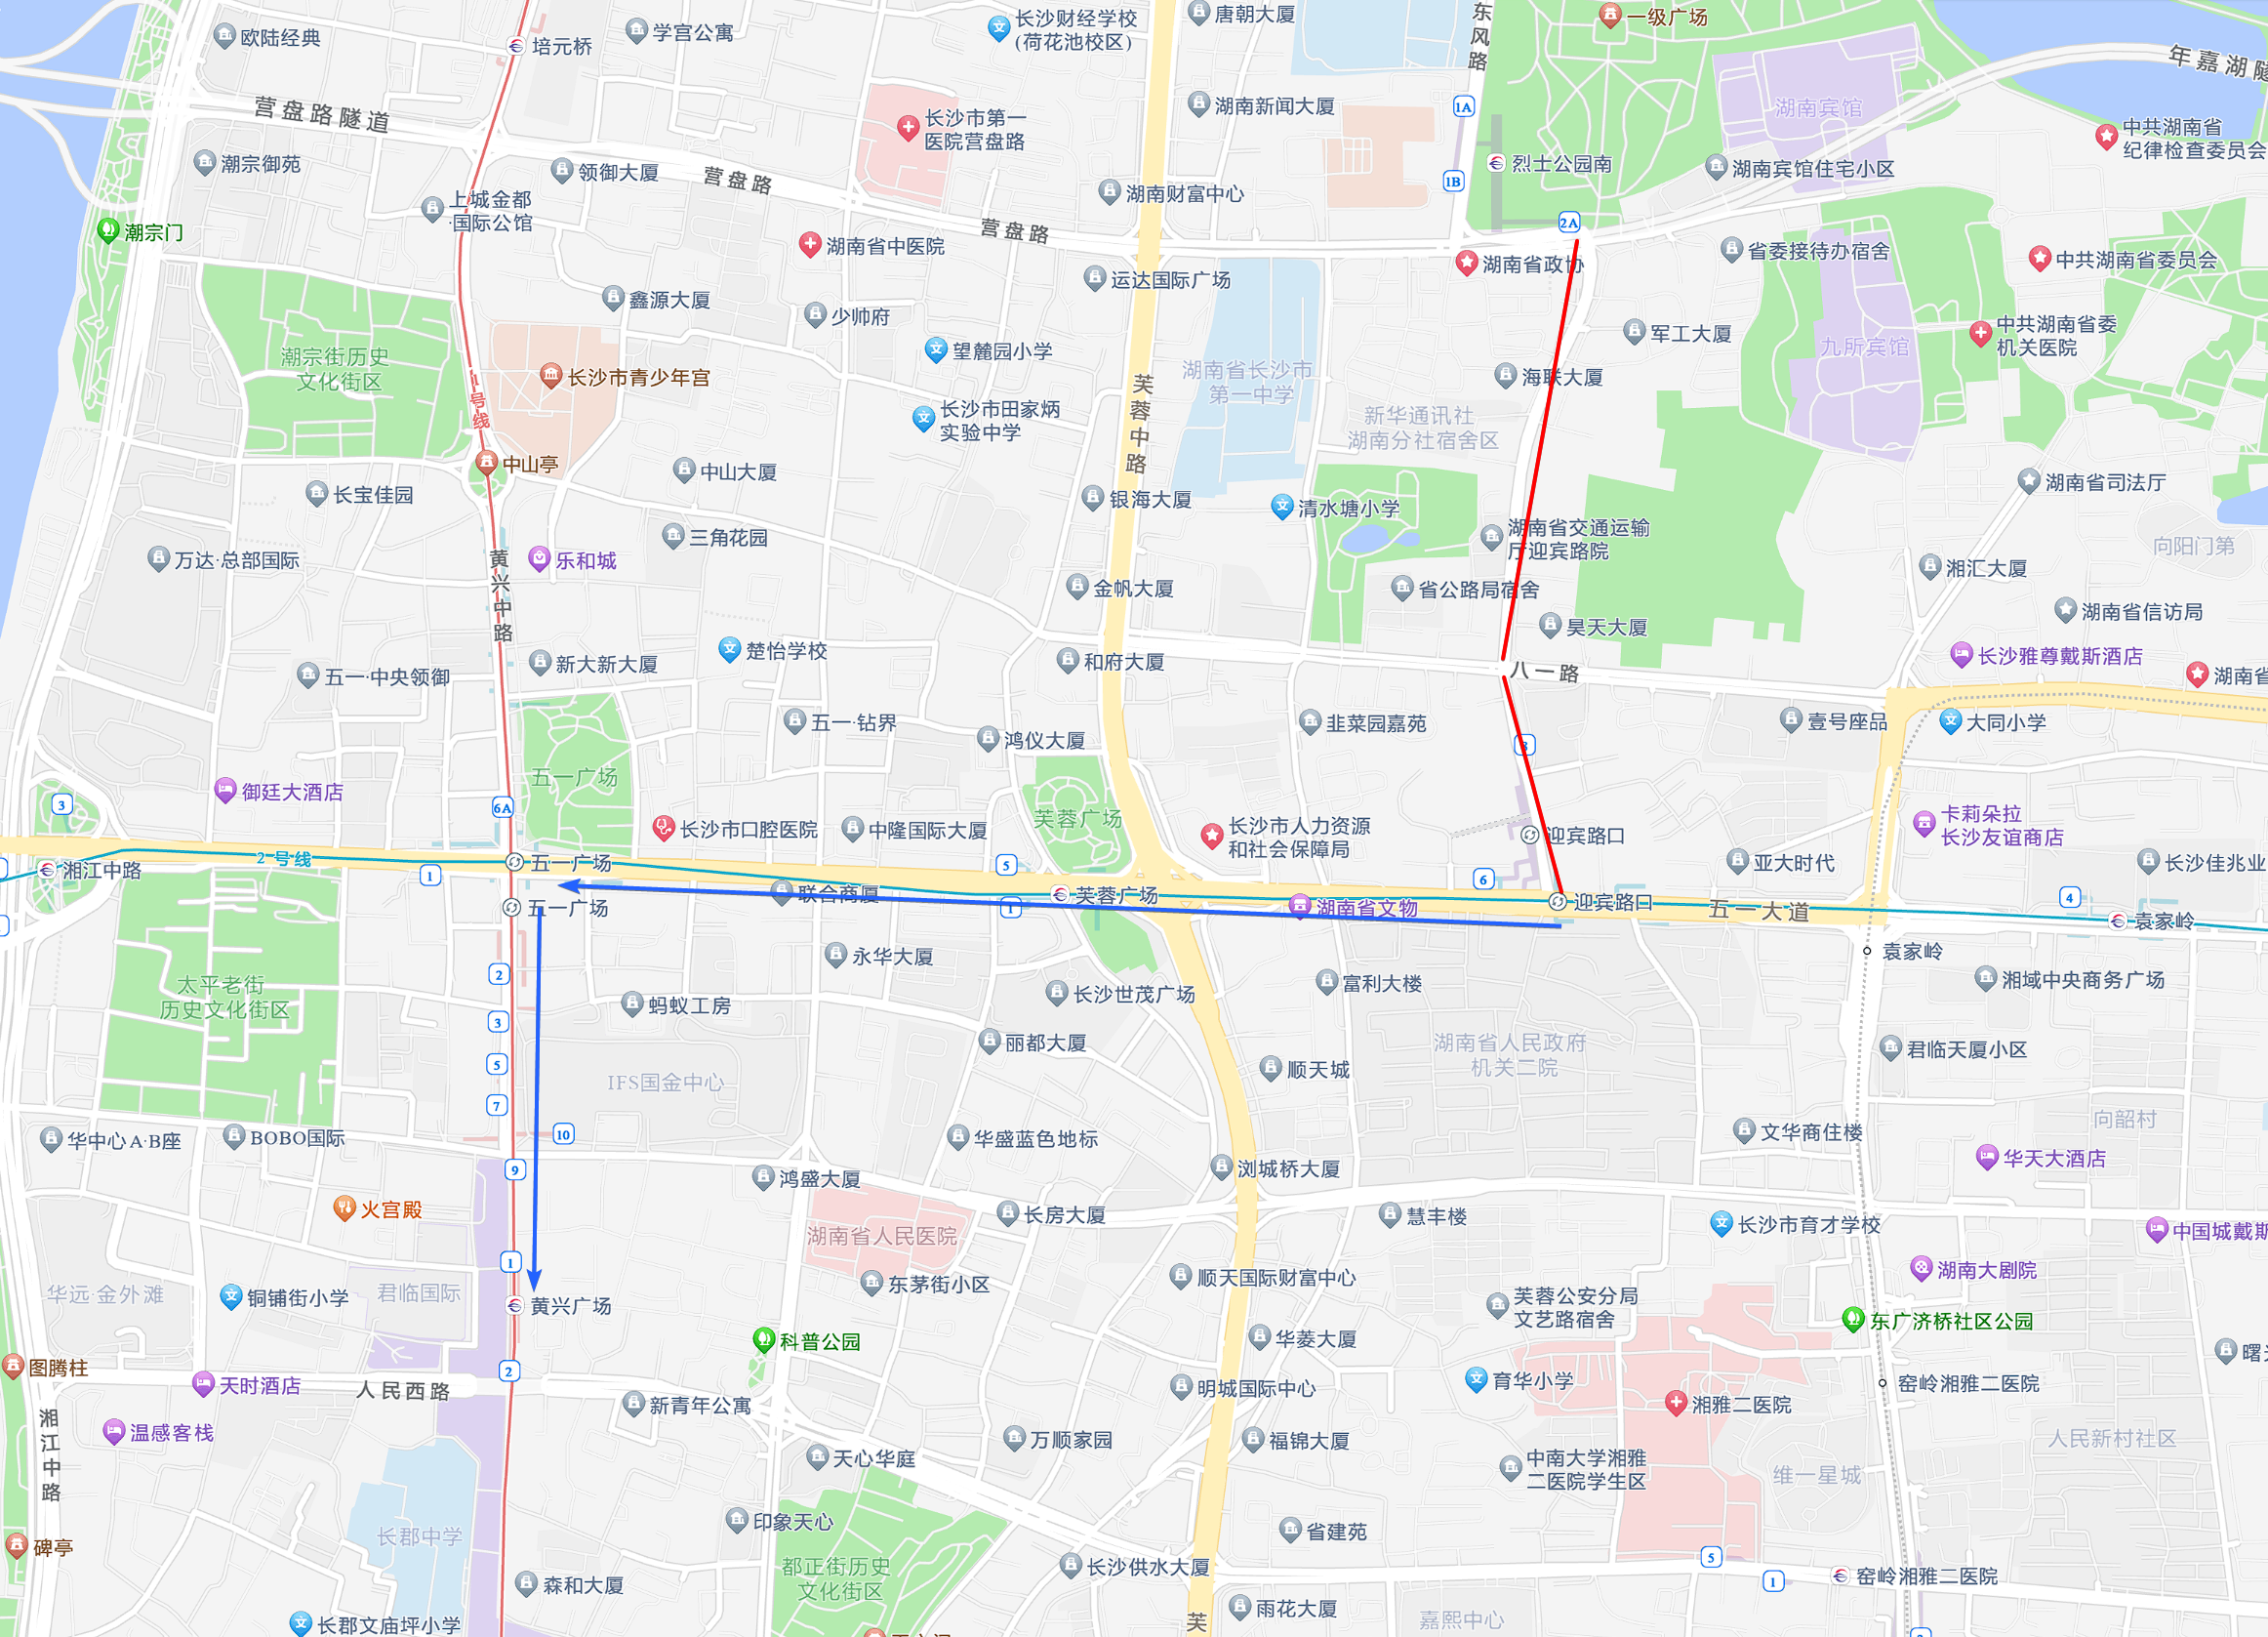 欧陆经典
培元桥
学宫公寓
长沙财经学校
(荷花池校区)
唐朝大厦
东风路
一级广场
年嘉湖隧
营盘路隧道
长沙市第一
医院营盘路
湖南新闻大厦
1A
湖南宾馆
中共湖南省
纪律检查委员会
潮宗御苑
领御大厦
营盘路
湖南财富中心
1B
烈士公园南
湖南宾馆住宅小区
上城金都
·国际公馆
潮宗门
湖南省中医院
营盘路
2A
湖南省政协
省委接待办宿舍
中共湖南省委员会
运达国际广场
鑫源大厦
少帅府
望麓园小学
军工大厦
中共湖南省委
机关医院
九所宾馆
潮宗街历史
文化街区
1号线
长沙市青少年宫
芙蓉中路
湖南省长沙市
第一中学
海联大厦
长沙市田家炳
实验中学
新华通讯社
湖南分社宿舍区
中山亭
中山大厦
长宝佳园
银海大厦
清水塘小学
湖南省司法厅
三角花园
湖南省交通运输
厅迎宾路院
向阳门第
万达·总部国际
黄兴中路
乐和城
金帆大厦
省公路局宿舍
湘汇大厦
湖南省信访局
昊天大厦
新大新大厦
楚怡学校
和府大厦
八一路
长沙雅尊戴斯酒店
湖南省
五一·中央领御
五一·钻界
鸿仪大厦
韭菜园嘉苑
壹号座品
大同小学
五一广场
御廷大酒店
3
6A
长沙市口腔医院
中隆国际大厦
芙蓉广场
长沙市人力资源
和社会保障局
迎宾路口
卡莉朵拉
长沙友谊商店
亚大时代
长沙佳兆业
2号线
湘江中路
1
五一广场
5
联合商厦
芙蓉广场
6
迎宾路口
五一大道
4
袁家岭
五一广场
1
湖南省文物
袁家岭
永华大厦
2
太平老街
历史文化街区
蚂蚁工房
长沙世茂广场
富利大楼
湘域中央商务广场
3
丽都大厦
湖南省人民政府
机关二院
君临天厦小区
5
IFS国金中心
顺天城
7
向韶村
华中心A·B座
BOBO国际
10
华盛蓝色地标
文华商住楼
9
鸿盛大厦
浏城桥大厦
华天大酒店
火宫殿
湖南省人民医院
长房大厦
慧丰楼
长沙市育才学校
中国城戴斯
1
东茅街小区
顺天国际财富中心
湖南大剧院
华远·金外滩
铜铺街小学
君临国际
黄兴广场
芙蓉公安分局
文艺路宿舍
东广济桥社区公园
科普公园
华菱大厦
图腾柱
天时酒店
人民西路
2
新青年公寓
明城国际中心
育华小学
湘雅二医院
窑岭湘雅二医院
温感客栈
湘江中路
天心华庭
万顺家园
福锦大厦
中南大学湘雅
二医院学生区
维一星城
人民新村社区
碑亭
长郡中学
印象天心
省建苑
都正街历史
文化街区
森和大厦
长沙供水大厦
5
1
窑岭湘雅二医院
长郡文庙坪小学
芙
雨花大厦
嘉熙中心